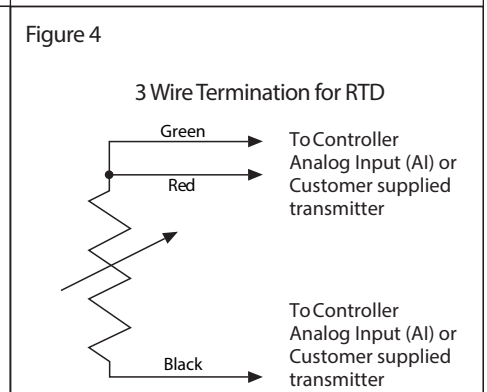 Figure 4
3 Wire Termination for RTD
Green
To Controller
Analog Input (AI) or
Red
Customer supplied
transmitter
To Controller
Analog Input (AI) or
Customer supplied
Black
transmitter